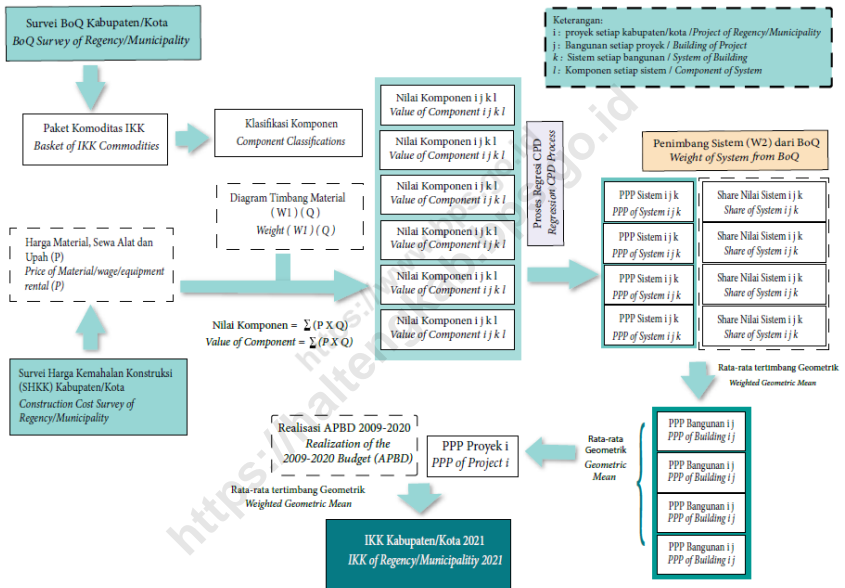 Survei BoQ Kabupaten/Kota
BoQ Survey of Regency/Municipality
Keterangan:
i : proyek setiap kabupaten/kota /Project of Regency/Municipality
j : Bangunan setiap proyek / Building of Project
k : Sistem setiap bangunan / System of Building
l : Komponen setiap sistem / Component of System
Paket Komoditas IKK
Basket of IKK Commodities
Klasifikasi Komponen
Component Classifications
Diagram Timbang Material
( W1 ) ( Q )
Weight ( W1 ) ( Q )
Harga Material, Sewa Alat dan
Upah (P)
Price of Material/wage/equipment
rental (P)
Nilai Komponen = ∑ (P X Q)
Value of Component = ∑ (P X Q)
Survei Harga Kemahalan Konstruksi
(SHKK) Kabupaten/Kota
Construction Cost Survey of
Regency/Municipality
Nilai Komponen i j k l
Value of Component i j k l
Nilai Komponen i j k l
Value of Component i j k l
Nilai Komponen i j k l
Value of Component i j k l
Nilai Komponen i j k l
Value of Component i j k l
Nilai Komponen i j k l
Value of Component i j k l
Nilai Komponen i j k l
Value of Component i j k l
Proses Regresi CPD
Regression CPD Process
Penimbang Sistem (W2) dari BoQ
Weight of System from BoQ
PPP Sistem i j k
PPP of System i j k
PPP Sistem i j k
PPP of System i j k
PPP Sistem i j k
PPP of System i j k
PPP Sistem i j k
PPP of System i j k
Share Nilai Sistem i j k
Share of System i j k
Share Nilai Sistem i j k
Share of System i j k
Share Nilai Sistem i j k
Share of System i j k
Share Nilai Sistem i j k
Share of System i j k
Rata-rata tertimbang Geometrik
Weighted Geometric Mean
PPP Bangunan i j
PPP of Building i j
PPP Bangunan i j
PPP of Building i j
PPP Bangunan i j
PPP of Building i j
PPP Bangunan i j
PPP of Building i j
Rata-rata
Geometrik
Geometric
Mean
PPP Proyek i
PPP of Project i
Realisasi APBD 2009-2020
Realization of the
2009-2020 Budget (APBD)
Rata-rata tertimbang Geometrik
Weighted Geometric Mean
IKK Kabupaten/Kota 2021
IKK of Regency/Municipalitiy 2021
https://www.bps.go.id
https://haltengkab.bps.go.id